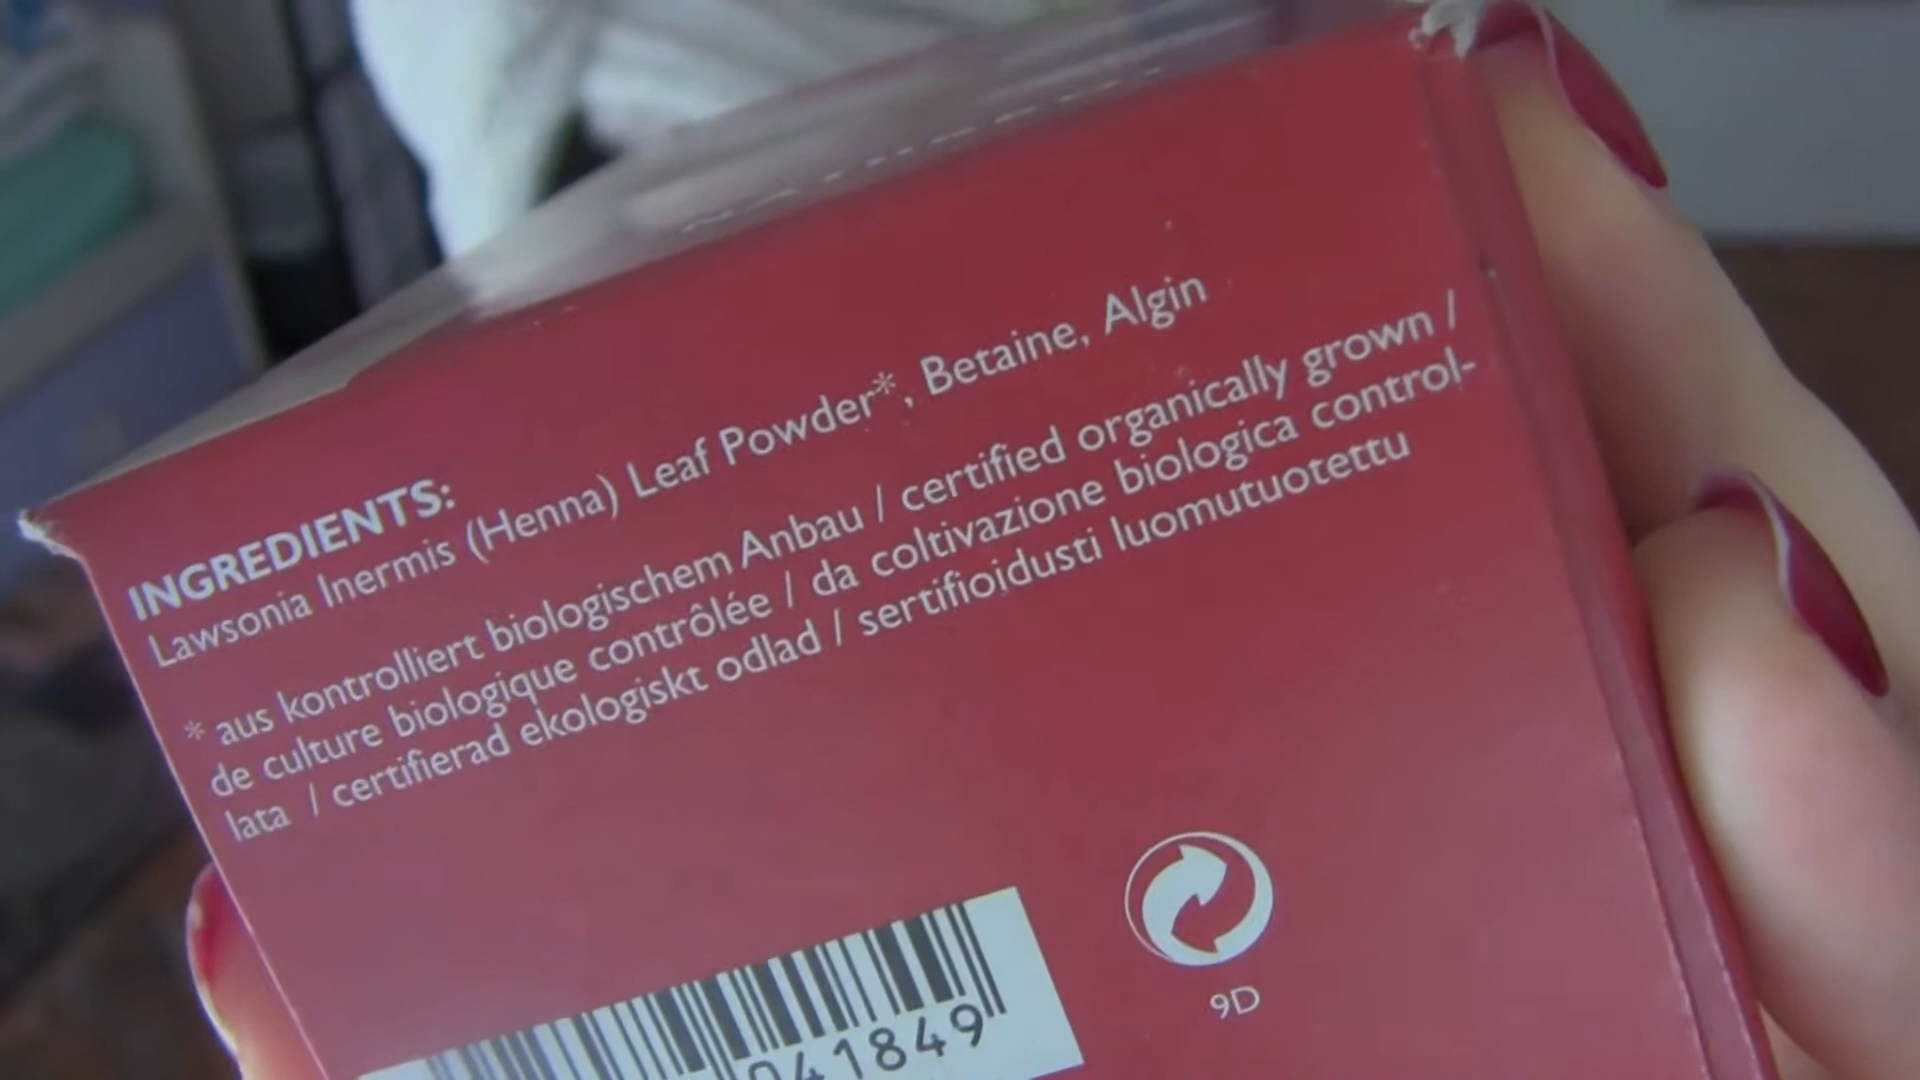 INGREDIENTS:
Lawsonia Inermis (Henna) Leaf Powder*, Betaine, Algin
* aus kontrolliert biologischem Anbau / certified organically grown /
de culture biologique contrôlée / da coltivazione biologica control-
lata / certifierad ekologiskt odlad / sertifioidusti luomutuotettu
041849
9D